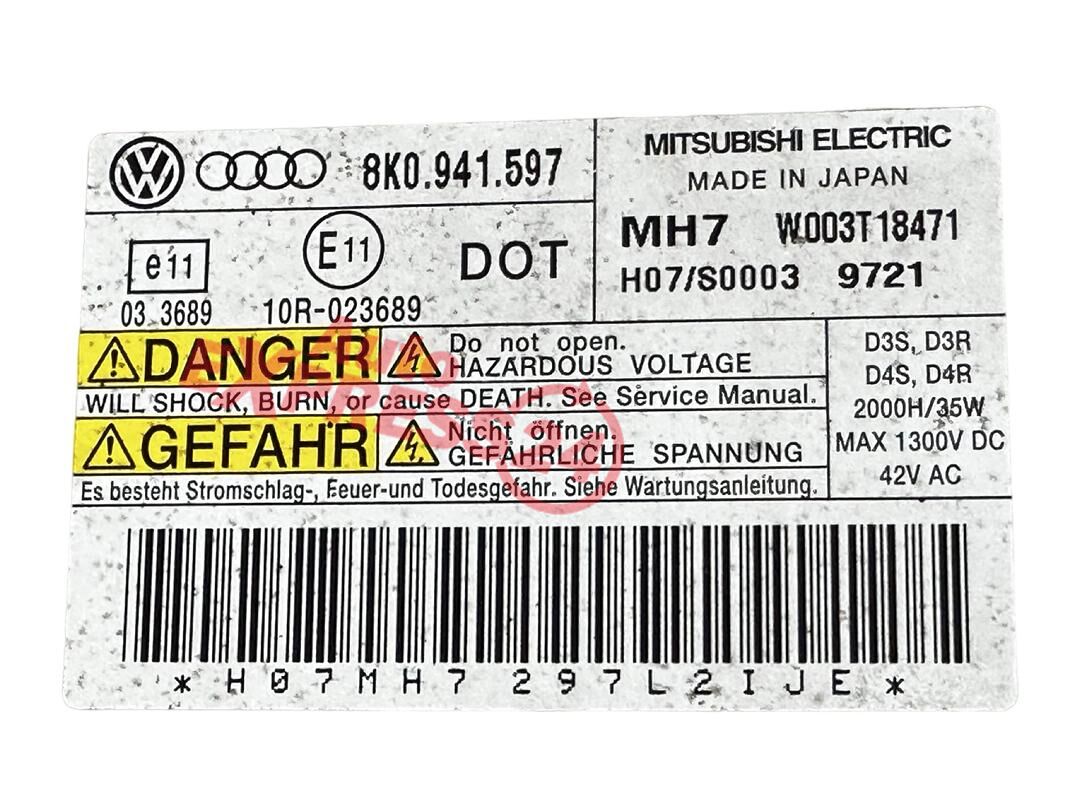 VW 8K0.941.597
MITSUBISHI ELECTRIC
MADE IN JAPAN
MH7 W003T18471
H07/S0003 9721
e11 E11 DOT
03 3689 10R-023689
DANGER Do not open.
HAZARDOUS VOLTAGE
WILL SHOCK, BURN, or cause DEATH. See Service Manual.
GEFAHR Nicht öffnen.
GEFÄHRLICHE SPANNUNG
Es besteht Stromschlag-, Feuer-und Todesgefahr. Siehe Wartungsanleitung.
D3S, D3R
D4S, D4R
2000H/35W
MAX 1300V DC
42V AC
*H07MH7297L2IJE*